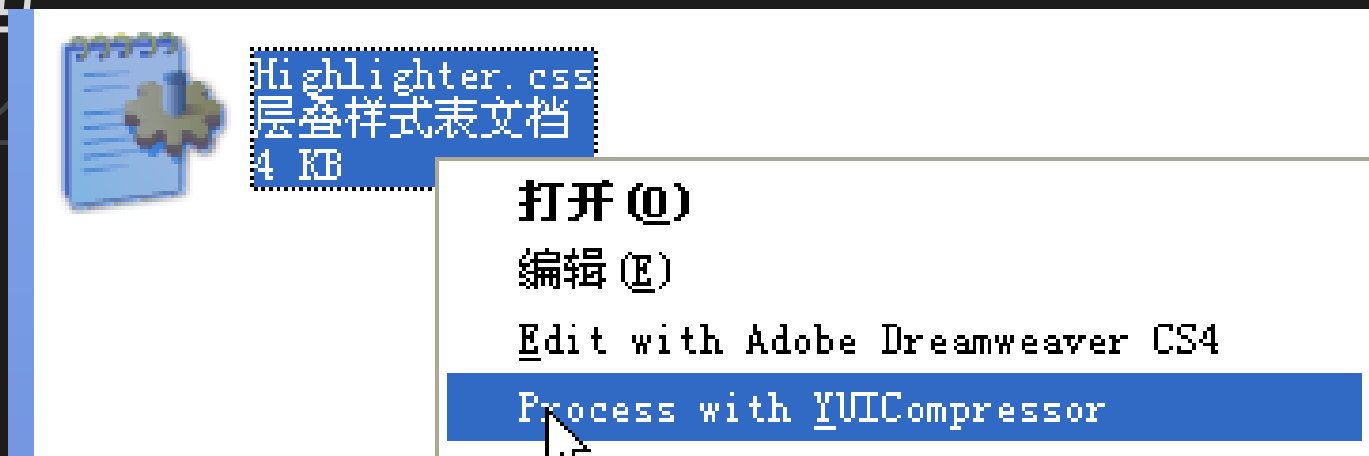 Highlighter.css
层叠样式表文档
4 KB
打开(O)
编辑(E)
Edit with Adobe Dreamweaver CS4
Process with YUICompressor